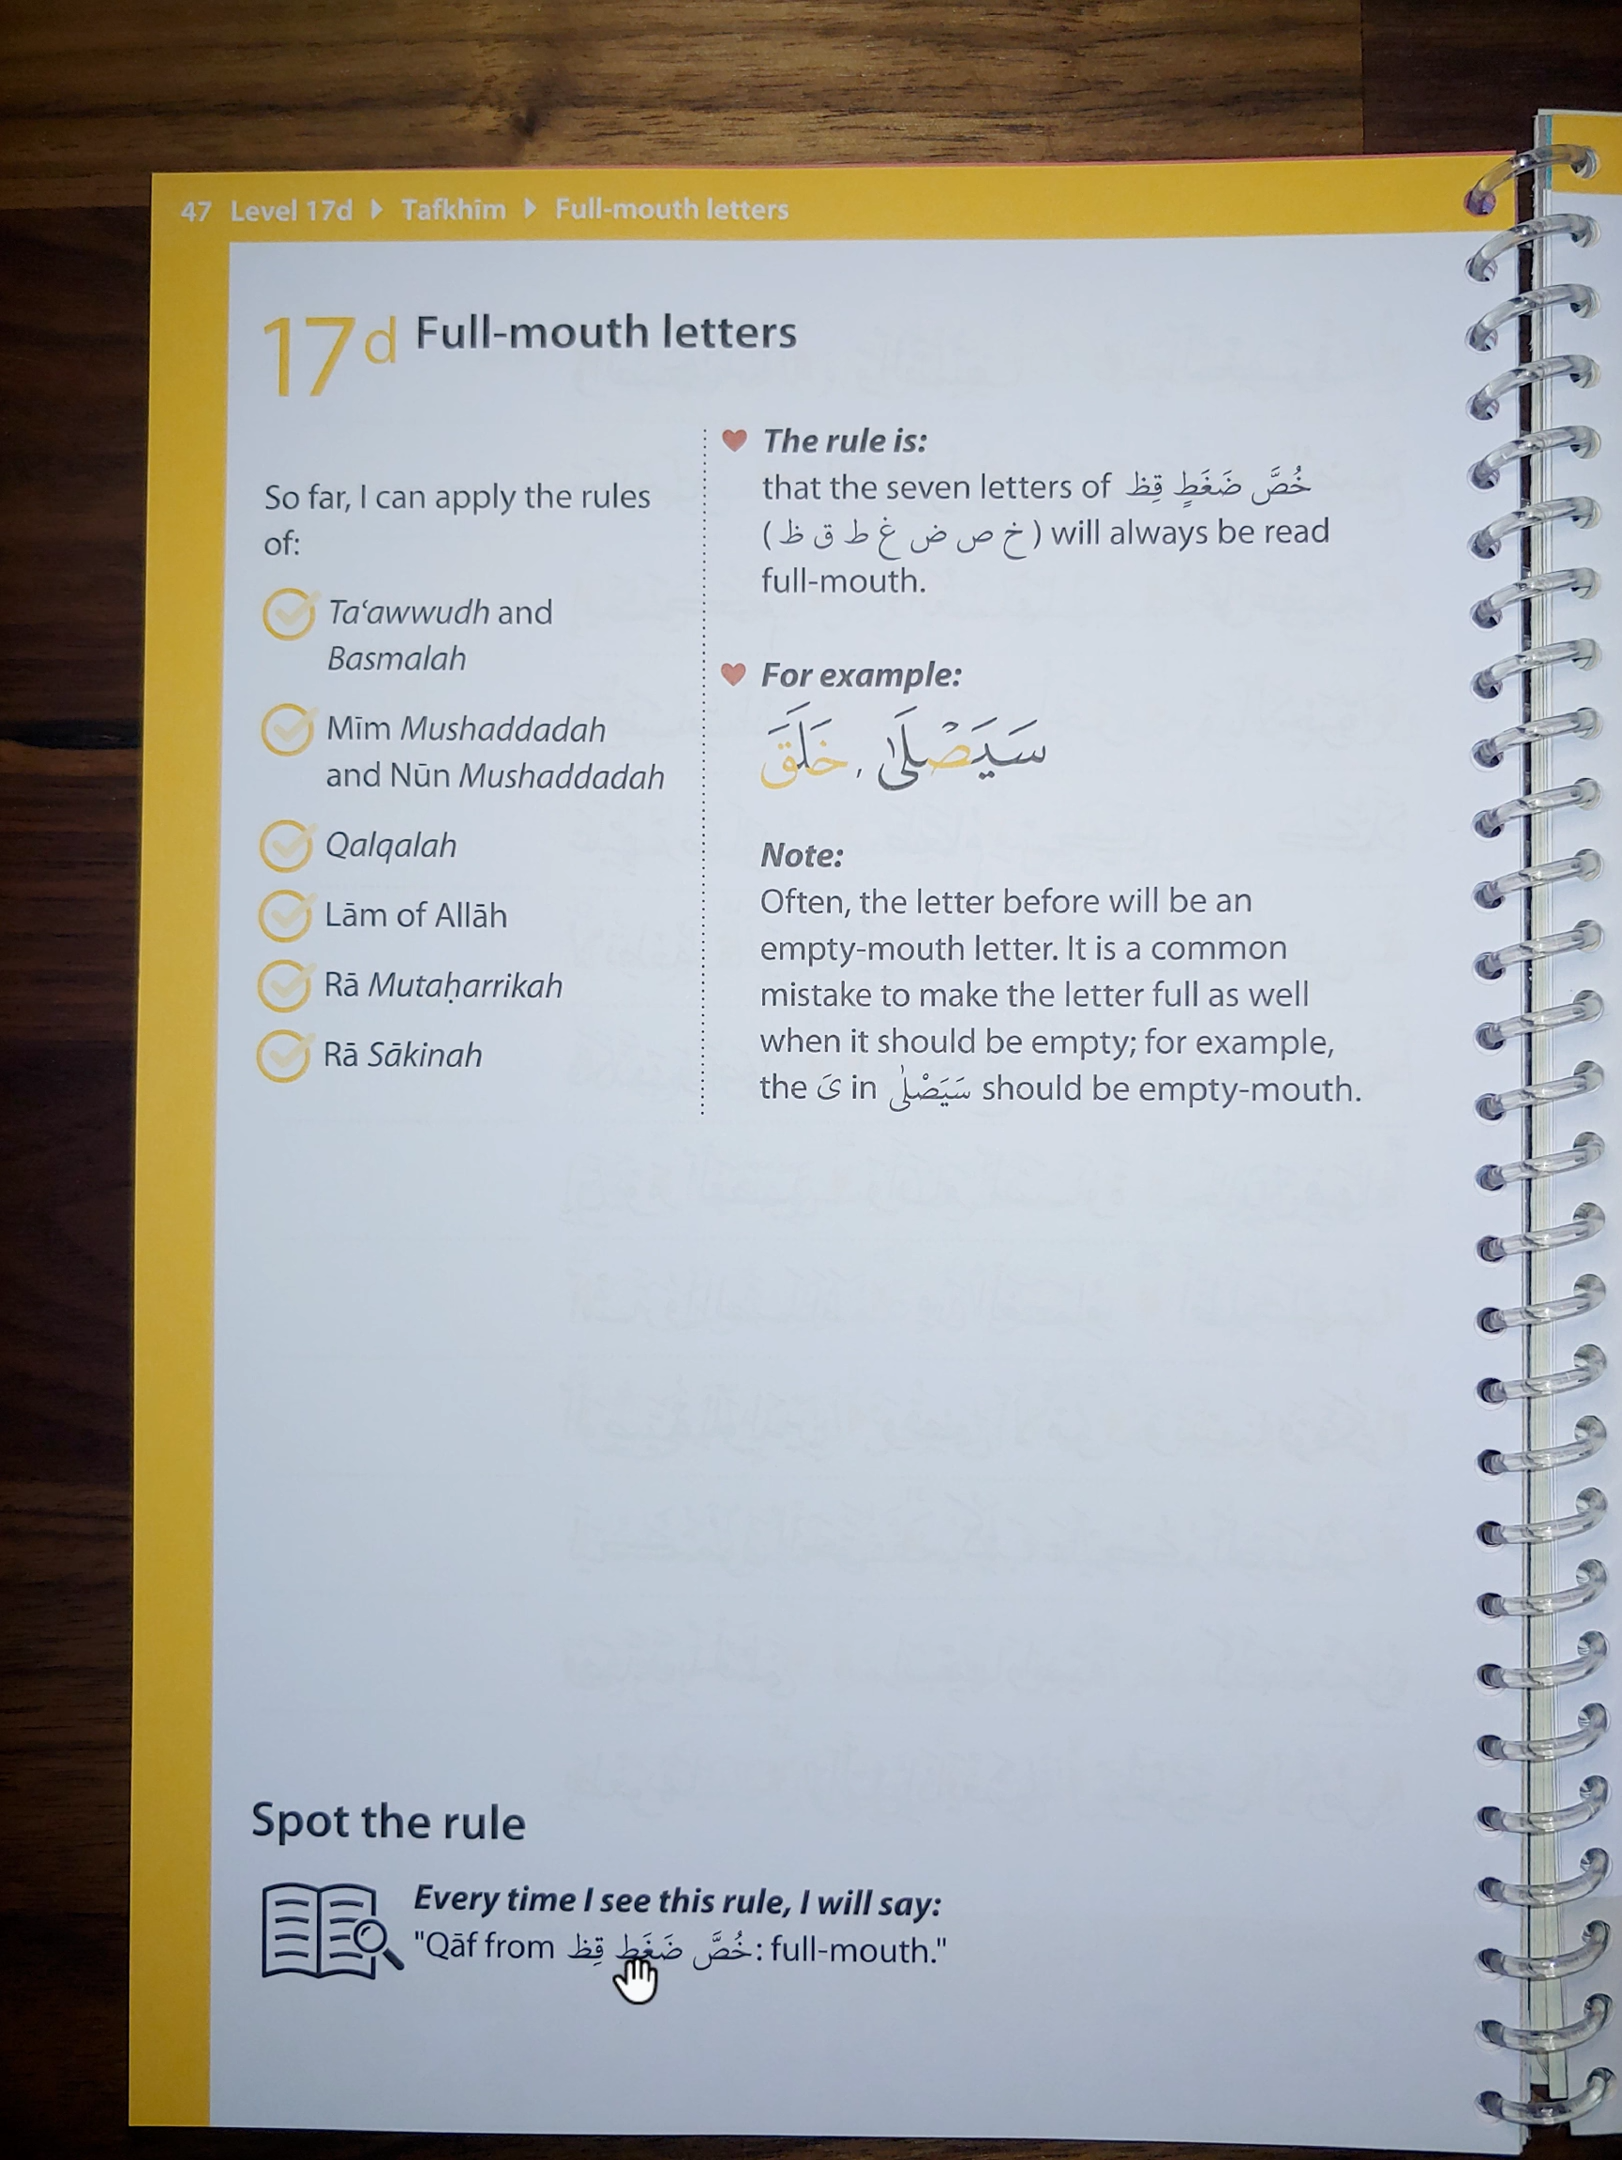 47 Level 17d ▸ Tafkhīm ▸ Full-mouth letters
17d Full-mouth letters
So far, I can apply the rules
of:
Ta‘awwudh and
Basmalah
Mīm Mushaddadah
and Nūn Mushaddadah
Qalqalah
Lām of Allāh
Rā Mutaḥarrikah
Rā Sākinah
The rule is:
that the seven letters of خُصَّ ضَغَطٍ قِظ
(خ ص ض غ ط ق ظ) will always be read
full-mouth.
For example:
سَيَصْلَىٰ , خَلَقَ
Note:
Often, the letter before will be an
empty-mouth letter. It is a common
mistake to make the letter full as well
when it should be empty; for example,
the یَ in سَيَصْلٰى should be empty-mouth.
Spot the rule
Every time I see this rule, I will say:
"Qāf from خُصَّ ضَغَطٍ قِظ: full-mouth."